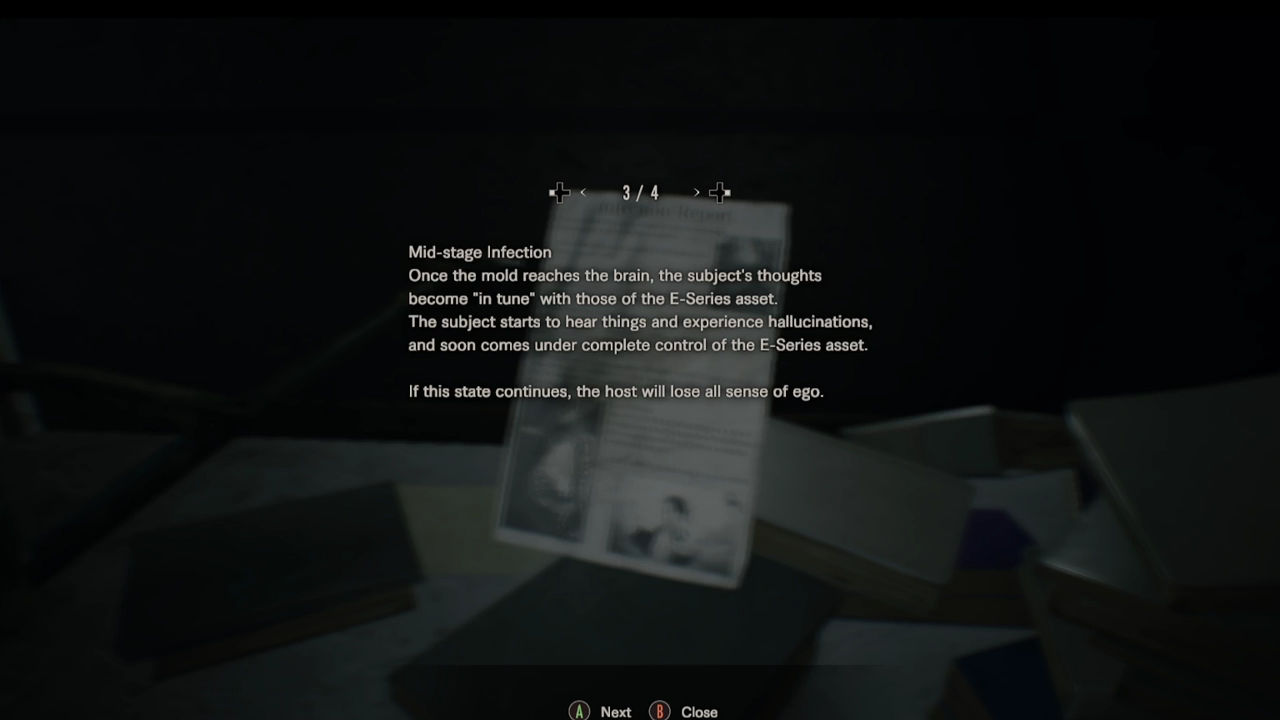 < 3 / 4 >
Mid-stage Infection
Once the mold reaches the brain, the subject's thoughts
become "in tune" with those of the E-Series asset.
The subject starts to hear things and experience hallucinations,
and soon comes under complete control of the E-Series asset.
If this state continues, the host will lose all sense of ego.
A Next B Close